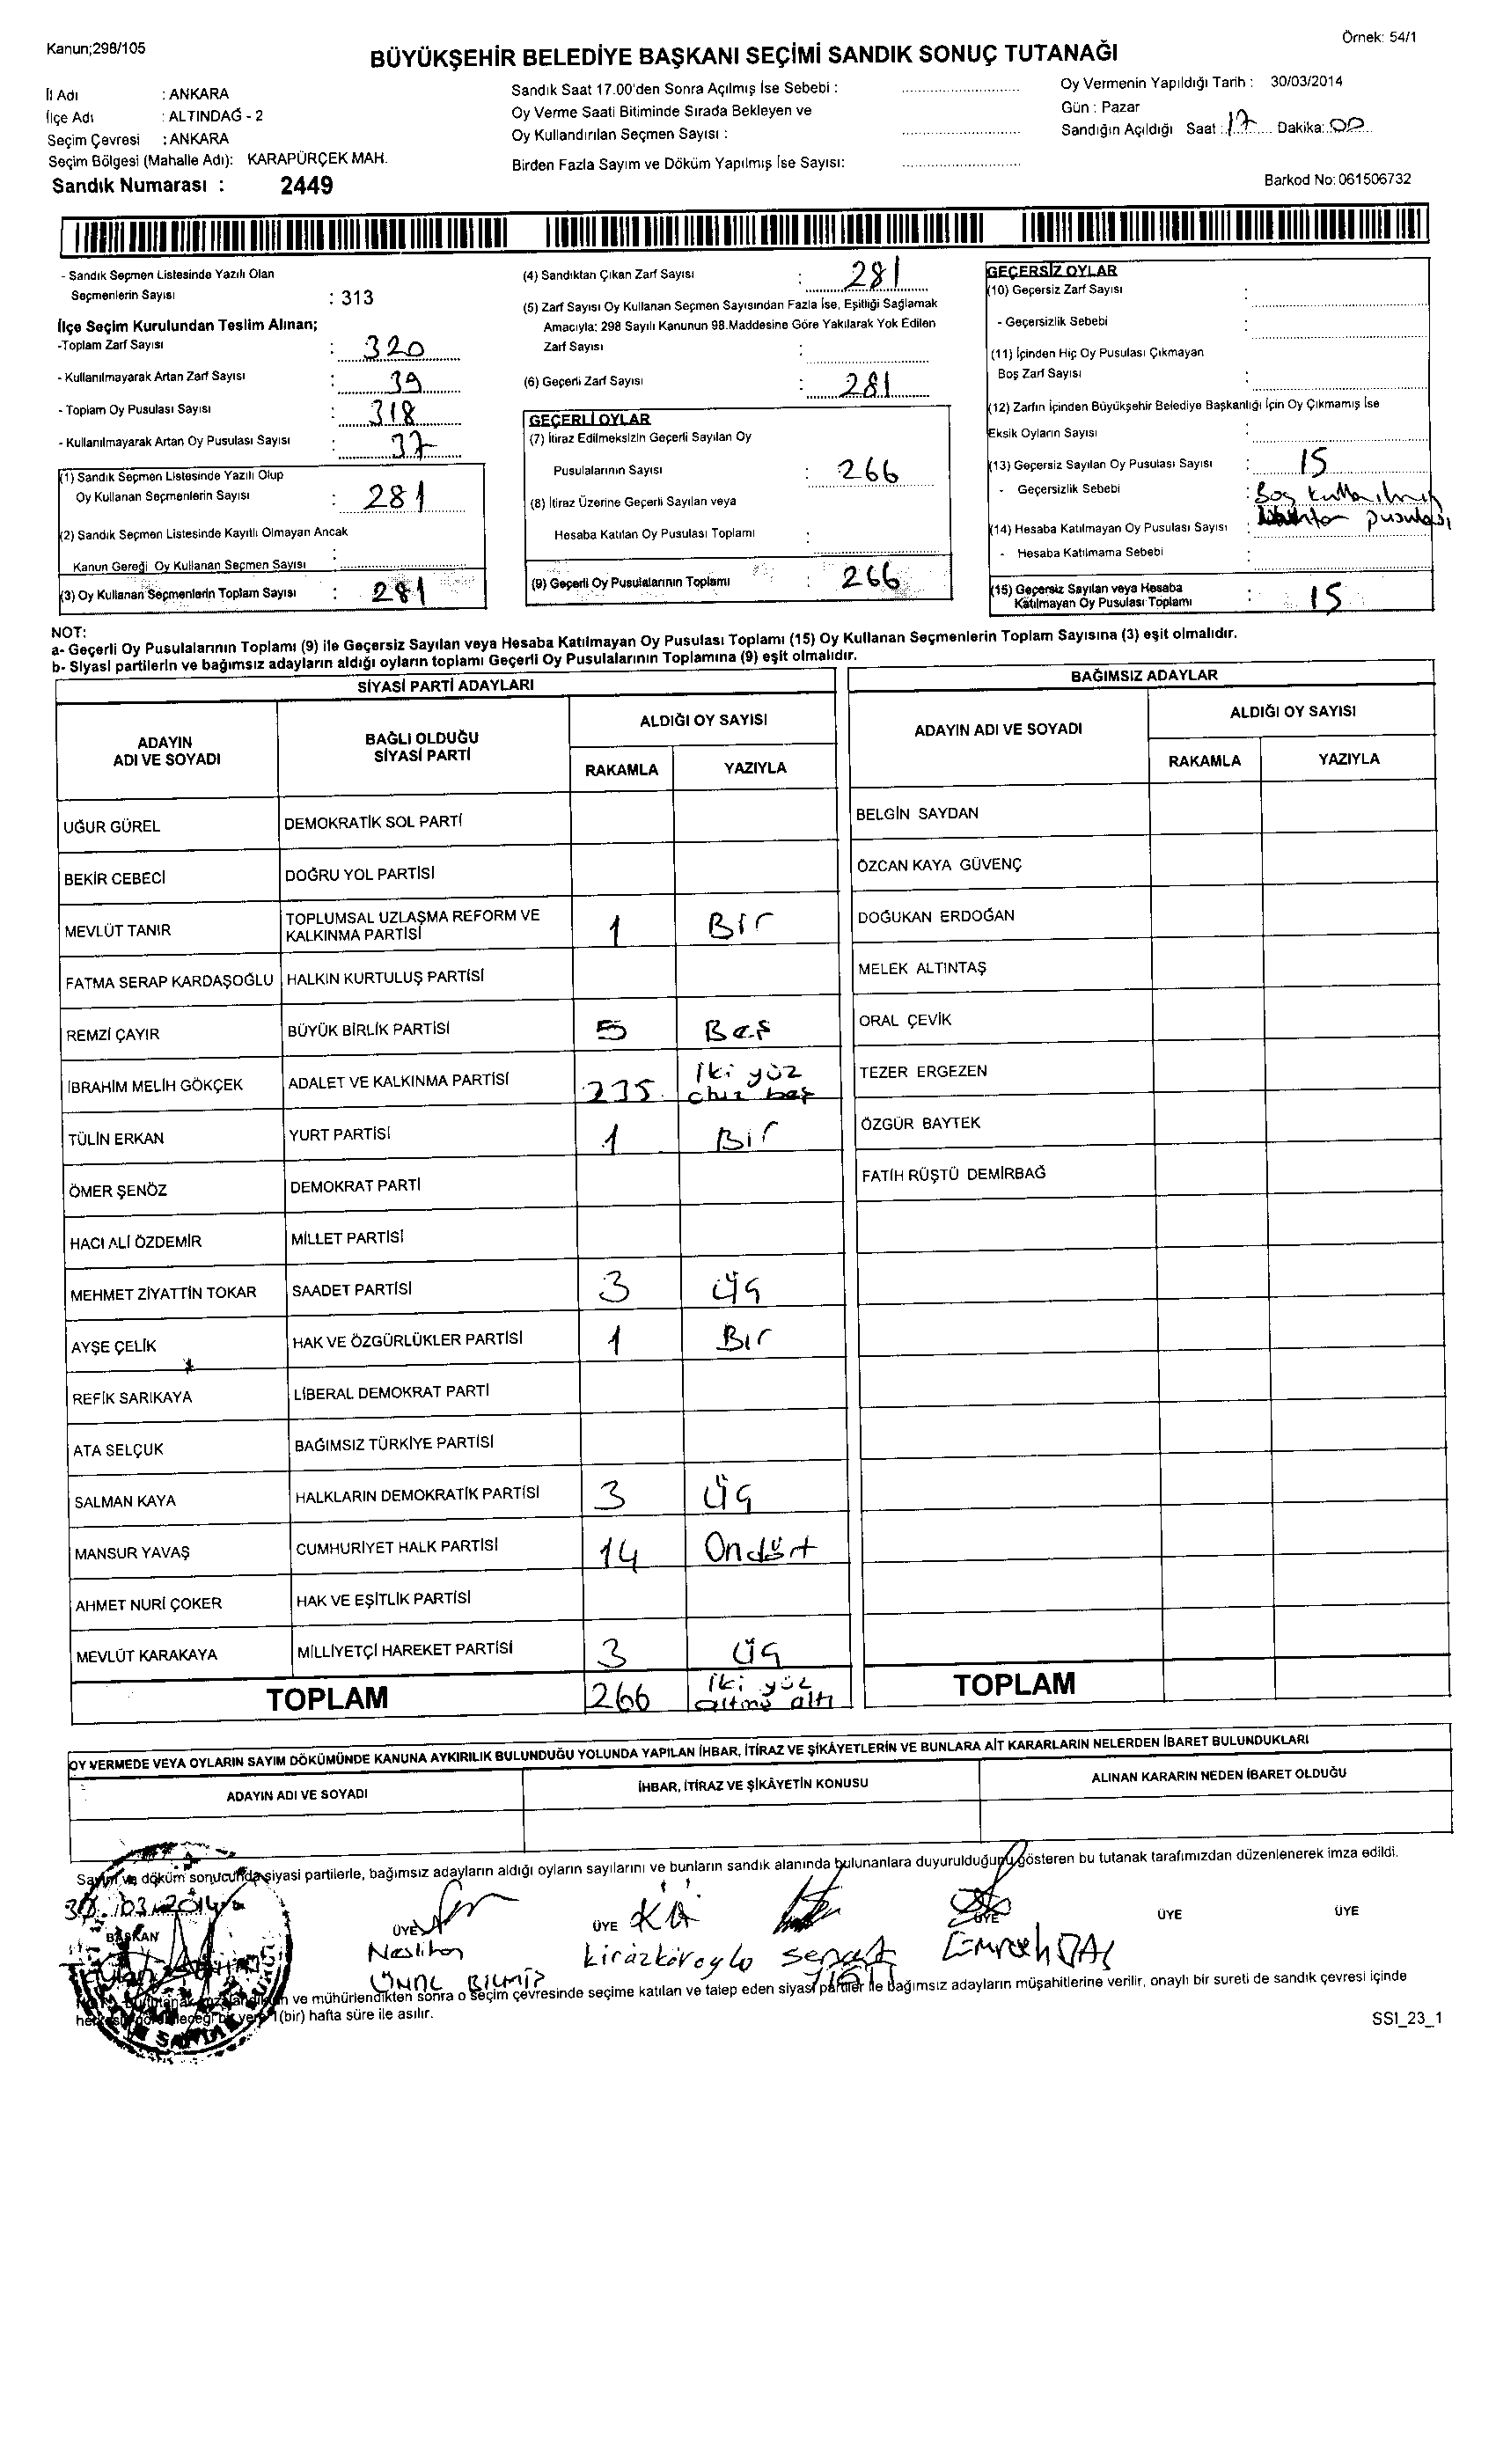 Kanun;298/105
Örnek: 54/1
BÜYÜKŞEHİR BELEDİYE BAŞKANI SEÇİMİ SANDIK SONUÇ TUTANAĞI
İl Adı : ANKARA
İlçe Adı : ALTINDAĞ - 2
Seçim Çevresi : ANKARA
Seçim Bölgesi (Mahalle Adı): KARAPÜRÇEK MAH.
Sandık Numarası : 2449
Sandık Saat 17.00'den Sonra Açılmış İse Sebebi :
Oy Verme Saati Bitiminde Sırada Bekleyen ve
Oy Kullandırılan Seçmen Sayısı :
Birden Fazla Sayım ve Döküm Yapılmış İse Sayısı:
Oy Vermenin Yapıldığı Tarih : 30/03/2014
Gün : Pazar
Sandığın Açıldığı Saat : 17 Dakika: 00
Barkod No: 061506732
- Sandık Seçmen Listesinde Yazılı Olan
Seçmenlerin Sayısı : 313
İlçe Seçim Kurulundan Teslim Alınan;
-Toplam Zarf Sayısı : 320
- Kullanılmayarak Artan Zarf Sayısı : 39
- Toplam Oy Pusulası Sayısı : 318
- Kullanılmayarak Artan Oy Pusulası Sayısı : 37
(1) Sandık Seçmen Listesinde Yazılı Olup
Oy Kullanan Seçmenlerin Sayısı : 281
(2) Sandık Seçmen Listesinde Kayıtlı Olmayan Ancak
Kanun Gereği Oy Kullanan Seçmen Sayısı :
(3) Oy Kullanan Seçmenlerin Toplam Sayısı : 281
(4) Sandıktan Çıkan Zarf Sayısı : 281
(5) Zarf Sayısı Oy Kullanan Seçmen Sayısından Fazla İse, Eşitliği Sağlamak
Amacıyla: 298 Sayılı Kanunun 98.Maddesine Göre Yakılarak Yok Edilen
Zarf Sayısı :
(6) Geçerli Zarf Sayısı : 281
GEÇERLİ OYLAR
(7) İtiraz Edilmeksizin Geçerli Sayılan Oy
Pusulalarının Sayısı : 266
(8) İtiraz Üzerine Geçerli Sayılan veya
Hesaba Katılan Oy Pusulası Toplamı :
(9) Geçerli Oy Pusulalarının Toplamı : 266
GEÇERSİZ OYLAR
(10) Geçersiz Zarf Sayısı :
- Geçersizlik Sebebi :
(11) İçinden Hiç Oy Pusulası Çıkmayan
Boş Zarf Sayısı :
(12) Zarfın İçinden Büyükşehir Belediye Başkanlığı İçin Oy Çıkmamış İse
Eksik Oyların Sayısı :
(13) Geçersiz Sayılan Oy Pusulası Sayısı : 15
- Geçersizlik Sebebi : Boş kullanılmış
pusulası
(14) Hesaba Katılmayan Oy Pusulası Sayısı :
- Hesaba Katılmama Sebebi :
(15) Geçersiz Sayılan veya Hesaba
Katılmayan Oy Pusulası Toplamı : 15
NOT:
a- Geçerli Oy Pusulalarının Toplamı (9) ile Geçersiz Sayılan veya Hesaba Katılmayan Oy Pusulası Toplamı (15) Oy Kullanan Seçmenlerin Toplam Sayısına (3) eşit olmalıdır.
b- Siyasi partilerin ve bağımsız adayların aldığı oyların toplamı Geçerli Oy Pusulalarının Toplamına (9) eşit olmalıdır.
SİYASİ PARTİ ADAYLARI
ADAYIN
ADI VE SOYADI
BAĞLI OLDUĞU
SİYASİ PARTİ
ALDIĞI OY SAYISI
RAKAMLA YAZIYLA
UĞUR GÜREL DEMOKRATİK SOL PARTİ
BEKİR CEBECİ DOĞRU YOL PARTİSİ
MEVLÜT TANIR TOPLUMSAL UZLAŞMA REFORM VE
KALKINMA PARTİSİ 1 Bir
FATMA SERAP KARDAŞOĞLU HALKIN KURTULUŞ PARTİSİ
REMZİ ÇAYIR BÜYÜK BİRLİK PARTİSİ 5 Beş
İBRAHİM MELİH GÖKÇEK ADALET VE KALKINMA PARTİSİ 235 iki yüz
otuz beş
TÜLİN ERKAN YURT PARTİSİ 1 Bir
ÖMER ŞENÖZ DEMOKRAT PARTİ
HACI ALİ ÖZDEMİR MİLLET PARTİSİ
MEHMET ZİYATTİN TOKAR SAADET PARTİSİ 3 Üç
AYŞE ÇELİK HAK VE ÖZGÜRLÜKLER PARTİSİ 1 Bir
REFİK SARIKAYA LİBERAL DEMOKRAT PARTİ
ATA SELÇUK BAĞIMSIZ TÜRKİYE PARTİSİ
SALMAN KAYA HALKLARIN DEMOKRATİK PARTİSİ 3 Üç
MANSUR YAVAŞ CUMHURİYET HALK PARTİSİ 14 Ondört
AHMET NURİ ÇOKER HAK VE EŞİTLİK PARTİSİ
MEVLÜT KARAKAYA MİLLİYETÇİ HAREKET PARTİSİ 3 Üç
TOPLAM 266 iki yüz
altmış altı
BAĞIMSIZ ADAYLAR
ADAYIN ADI VE SOYADI
ALDIĞI OY SAYISI
RAKAMLA YAZIYLA
BELGİN SAYDAN
ÖZCAN KAYA GÜVENÇ
DOĞUKAN ERDOĞAN
MELEK ALTINTAŞ
ORAL ÇEVİK
TEZER ERGEZEN
ÖZGÜR BAYTEK
FATİH RÜŞTÜ DEMİRBAĞ
TOPLAM
OY VERMEDE VEYA OYLARIN SAYIM DÖKÜMÜNDE KANUNA AYKIRILIK BULUNDUĞU YOLUNDA YAPILAN İHBAR, İTİRAZ VE ŞİKÂYETLERİN VE BUNLARA AİT KARARLARIN NELERDEN İBARET BULUNDUKLARI
ADAYIN ADI VE SOYADI
İHBAR, İTİRAZ VE ŞİKÂYETİN KONUSU
ALINAN KARARIN NEDEN İBARET OLDUĞU
Sayım ve döküm sonucunda siyasi partilerle, bağımsız adayların aldığı oyların sayılarını ve bunların sandık alanında bulunanlara duyurulduğunu gösteren bu tutanak tarafımızdan düzenlenerek imza edildi.
30.03.2014
BAŞKAN ÜYE ÜYE ÜYE ÜYE ÜYE
Neslihan Serhat Emrah
ve mühürlendikten sonra o seçim çevresinde seçime katılan ve talep eden siyasi partiler ile bağımsız adayların müşahitlerine verilir, onaylı bir sureti de sandık çevresi içinde
1(bir) hafta süre ile asılır.
SSI_23_1